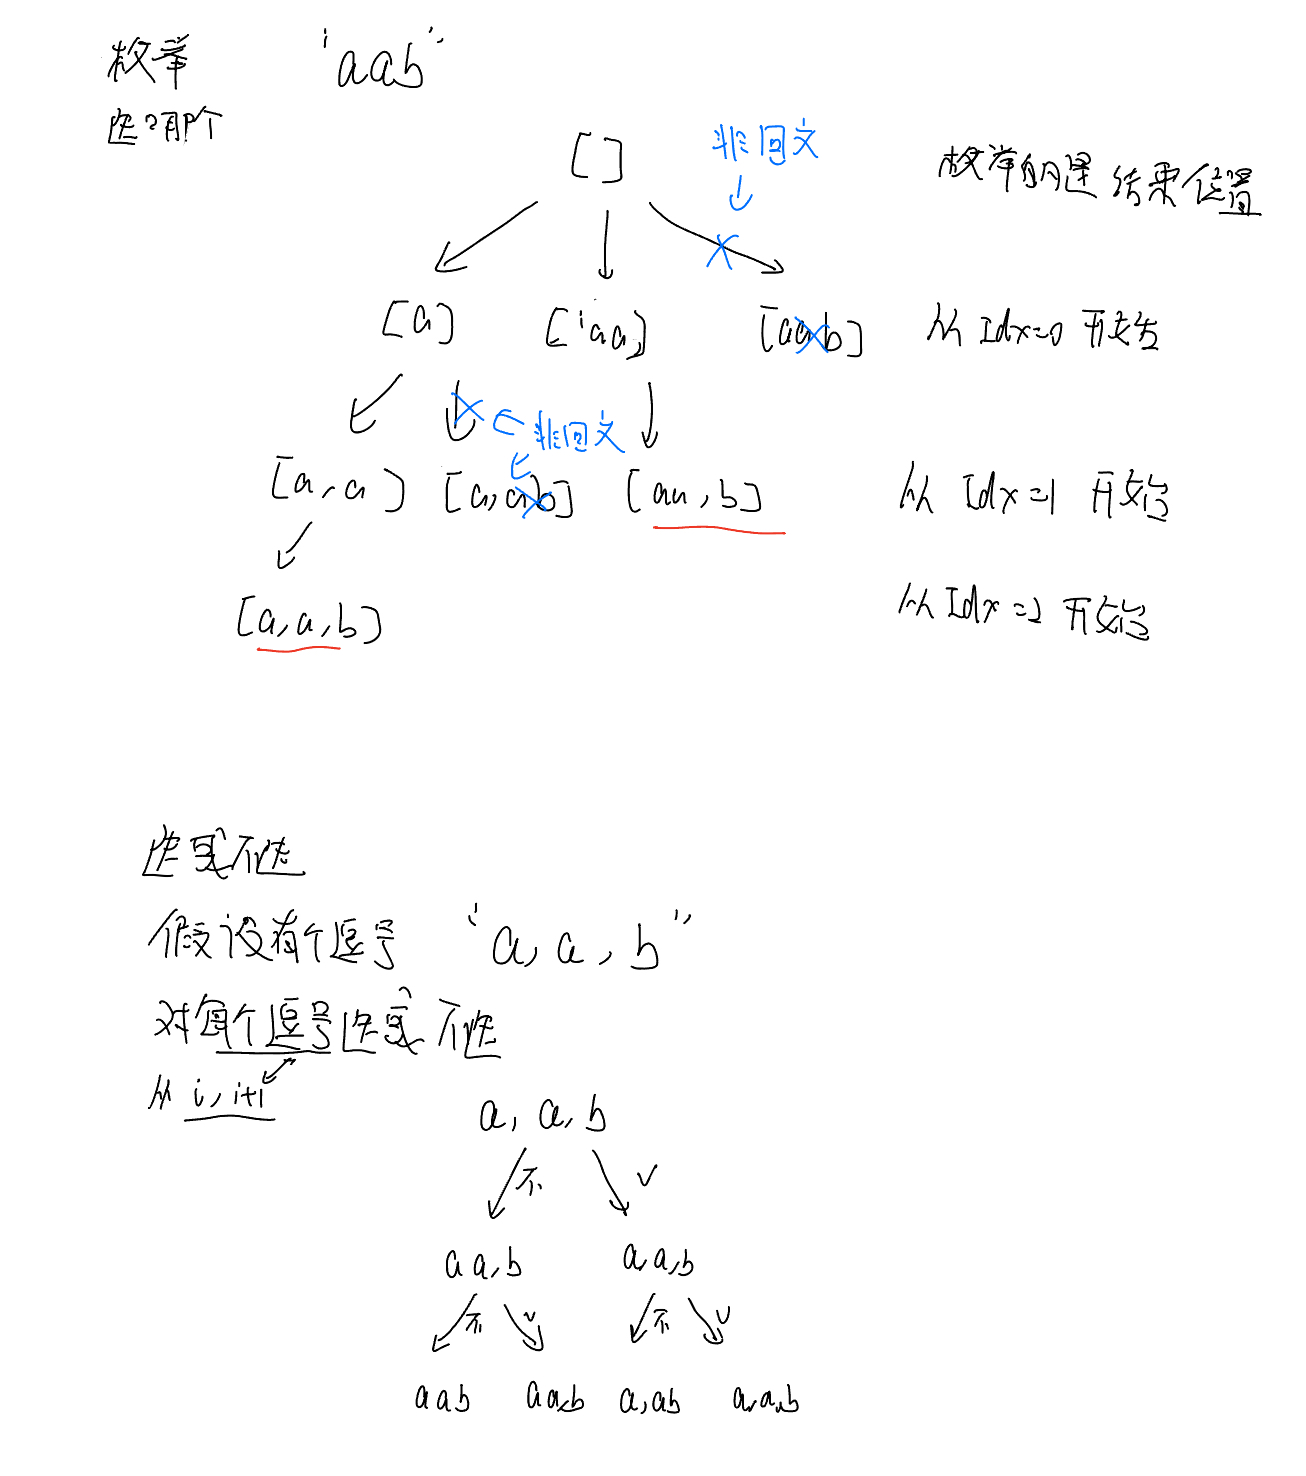 枚举 "aab"
选哪个
[] 非回文 枚举的是结束位置
[a] ["aa"] [aab] 从 Idx=0 开始
非回文
[a,a] [a,ab] [aa,b] 从 Idx=1 开始
[a,a,b] 从 Idx=2 开始
选或不选
假设有个逗号 "a, a, b"
对每个逗号选或不选
从 i, i+1
a, a, b
不 ✓
aa,b a,a,b
不 ✓ 不 ✓
aab aa,b a,ab a,a,b